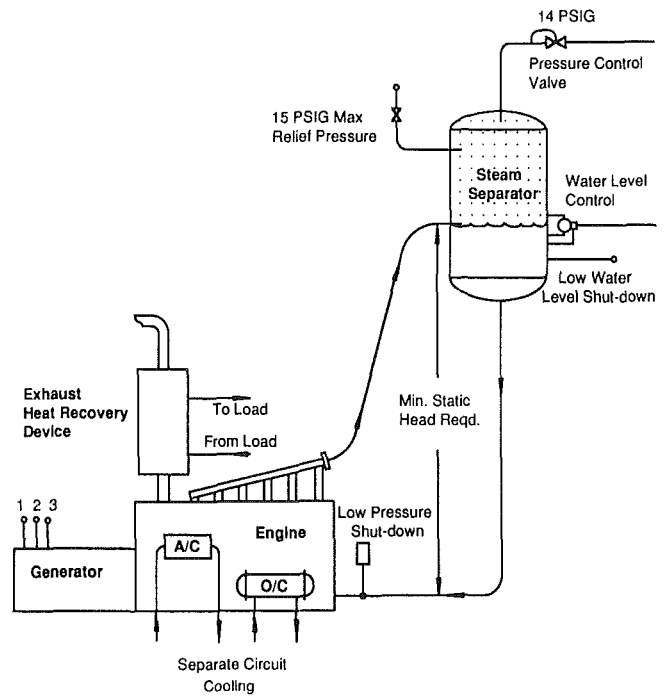 14 PSIG
Pressure Control
Valve
15 PSIG Max
Relief Pressure
Steam
Separator
Water Level
Control
Low Water
Level Shut-down
Exhaust
Heat Recovery
Device
To Load
From Load
Min. Static
Head Reqd.
1 2 3
Low Pressure
Shut-down
Engine
A/C
Generator
O/C
Separate Circuit
Cooling